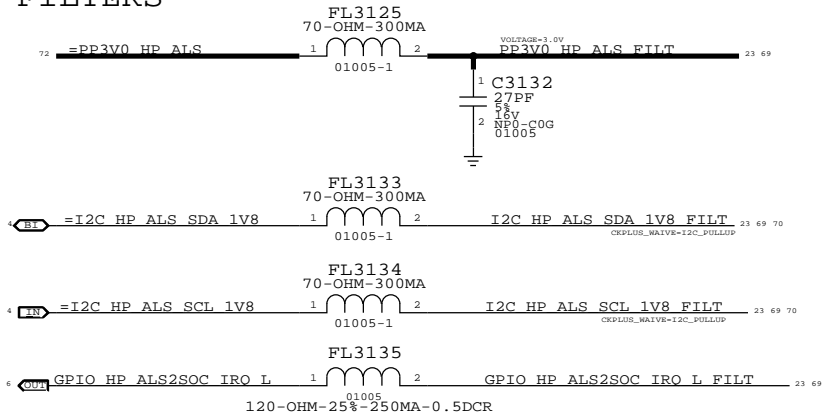 FILTERS
FL3125
70-OHM-300MA
72 =PP3V0 HP ALS 1 2 VOLTAGE=3.0V PP3V0 HP ALS FILT 23 69
01005-1
1 C3132
27PF
5%
16V
2 NP0-C0G
01005
FL3133
70-OHM-300MA
4 BI =I2C HP ALS SDA 1V8 1 2 I2C HP ALS SDA 1V8 FILT 23 69 70
01005-1 CKPLUS_WAIVE=I2C_PULLUP
FL3134
70-OHM-300MA
4 IN =I2C HP ALS SCL 1V8 1 2 I2C HP ALS SCL 1V8 FILT 23 69 70
01005-1 CKPLUS_WAIVE=I2C_PULLUP
FL3135
6 OUT GPIO HP ALS2SOC IRQ L 1 2 GPIO HP ALS2SOC IRQ L FILT 23 69
01005
120-OHM-25%-250MA-0.5DCR